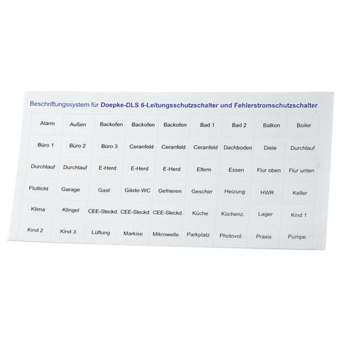 Beschriftungssystem für Doepke-DLS 6-Leitungsschutzschalter und Fehlerstromschutzschalter
Alarm Außen Backofen Backofen Backofen Bad 1 Bad 2 Balkon Boiler
Büro 1 Büro 2 Büro 3 Ceranfeld Ceranfeld Ceranfeld Dachboden Diele Durchlauf
Durchlauf Durchlauf E-Herd E-Herd E-Herd Eltern Essen Flur oben Flur unten
Flutlicht Garage Gast Gäste-WC Gefrieren Geschirr Heizung HWR Keller
Klima Klingel CEE-Steckd. CEE-Steckd. CEE-Steckd. Küche Küchenz. Lager Kind 1
Kind 2 Kind 3 Lüftung Markise Mikrowelle Parkplatz Photovol. Praxis Pumpe